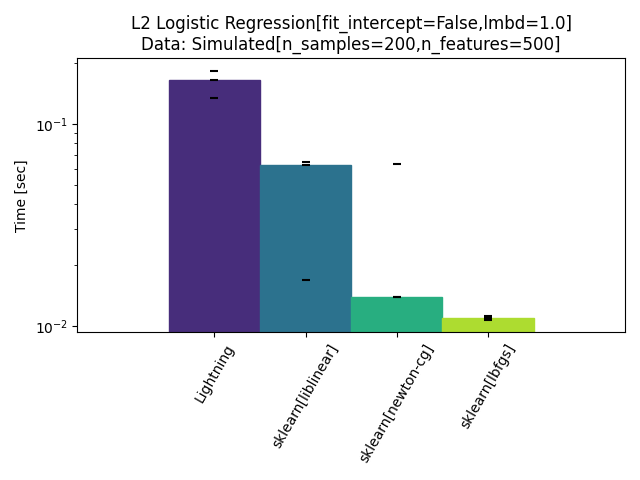 L2 Logistic Regression[fit_intercept=False,lmbd=1.0]
Data: Simulated[n_samples=200,n_features=500]
Time [sec]
10⁻¹
10⁻²
Lightning
sklearn[liblinear]
sklearn[newton-cg]
sklearn[lbfgs]